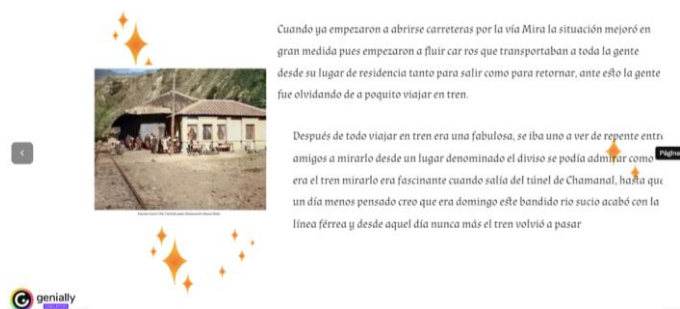 Cuando ya empezaron a abrirse carreteras por la vía Mira la situación mejoró en
gran medida pues empezaron a fluir car ros que transportaban a toda la gente
desde su lugar de residencia tanto para salir como para retornar, ante esto la gente
fue olvidando de a poquito viajar en tren.
Después de todo viajar en tren era una fabulosa, se iba uno a ver de repente entre
amigos a mirarlo desde un lugar denominado el diviso se podía admirar como
era el tren mirarlo era fascinante cuando salía del túnel de Chamanal, hasta que
un día menos pensado creo que era domingo este bandido rio sucio acabó con la
línea férrea y desde aquel día nunca más el tren volvió a pasar
Página
genially